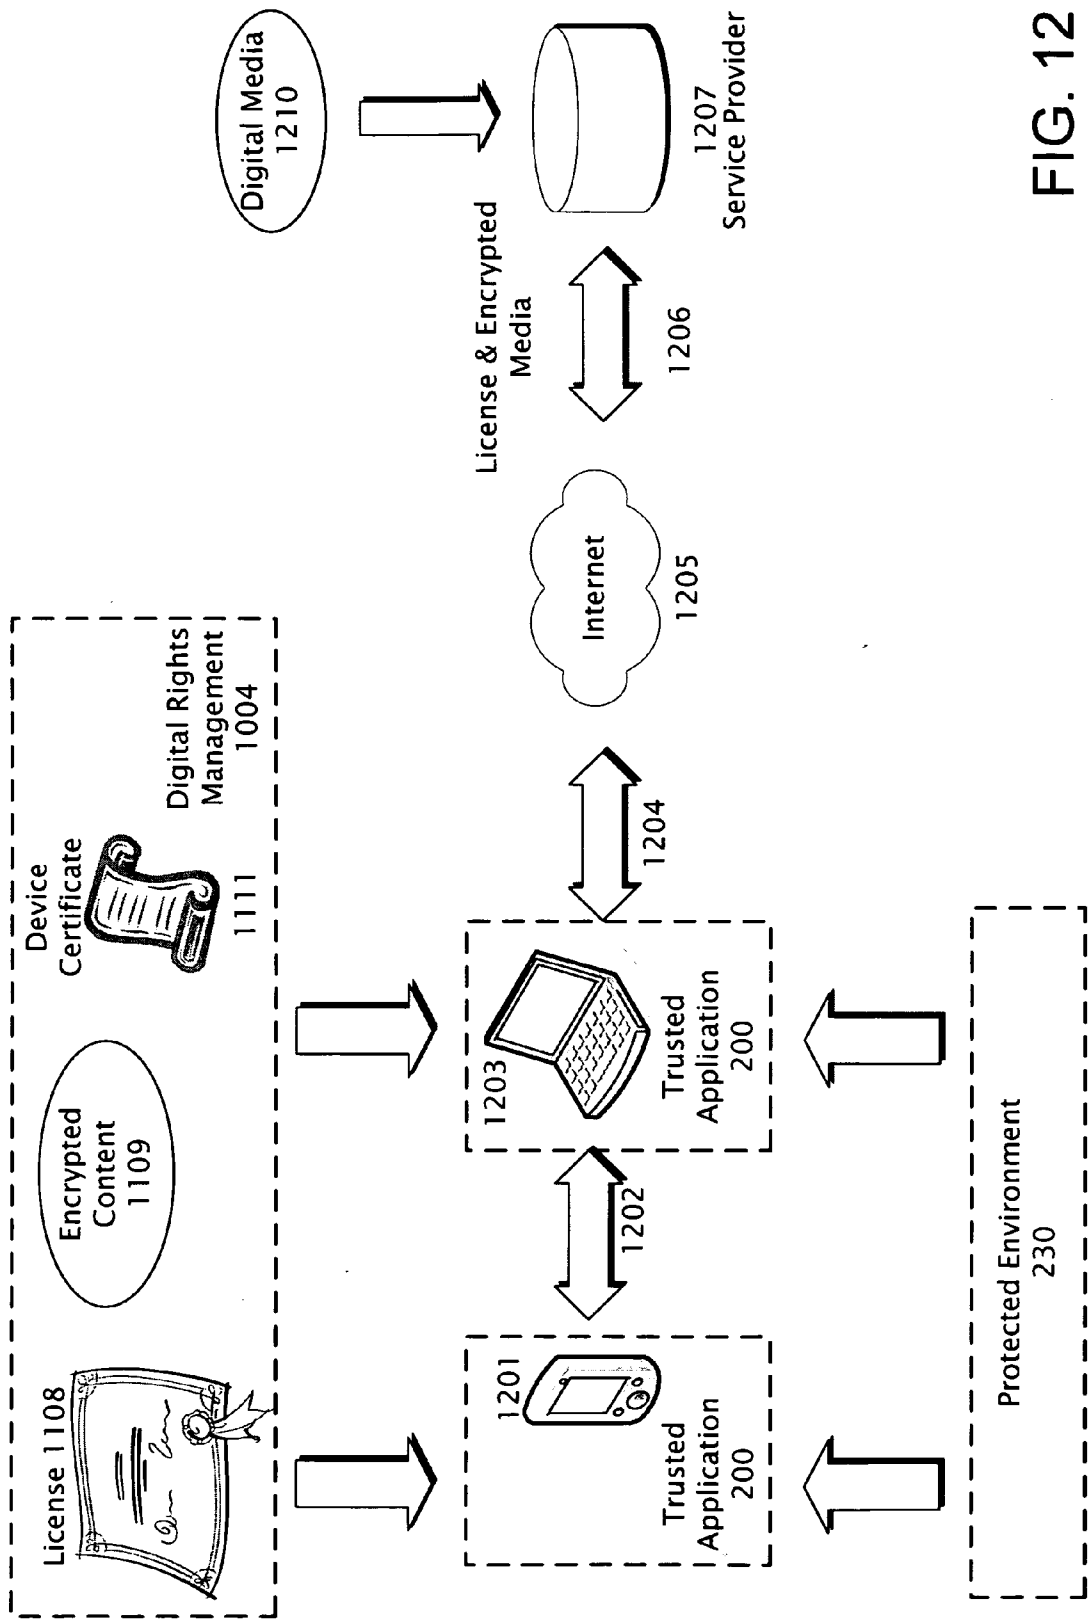 License 1108
Encrypted
Content
1109
Device
Certificate
1111
Digital Rights
Management
1004
Digital Media
1210
1201
Trusted
Application
200
1202
1203
Trusted
Application
200
1204
Internet
1205
License & Encrypted
Media
1206
1207
Service Provider
Protected Environment
230
FIG. 12